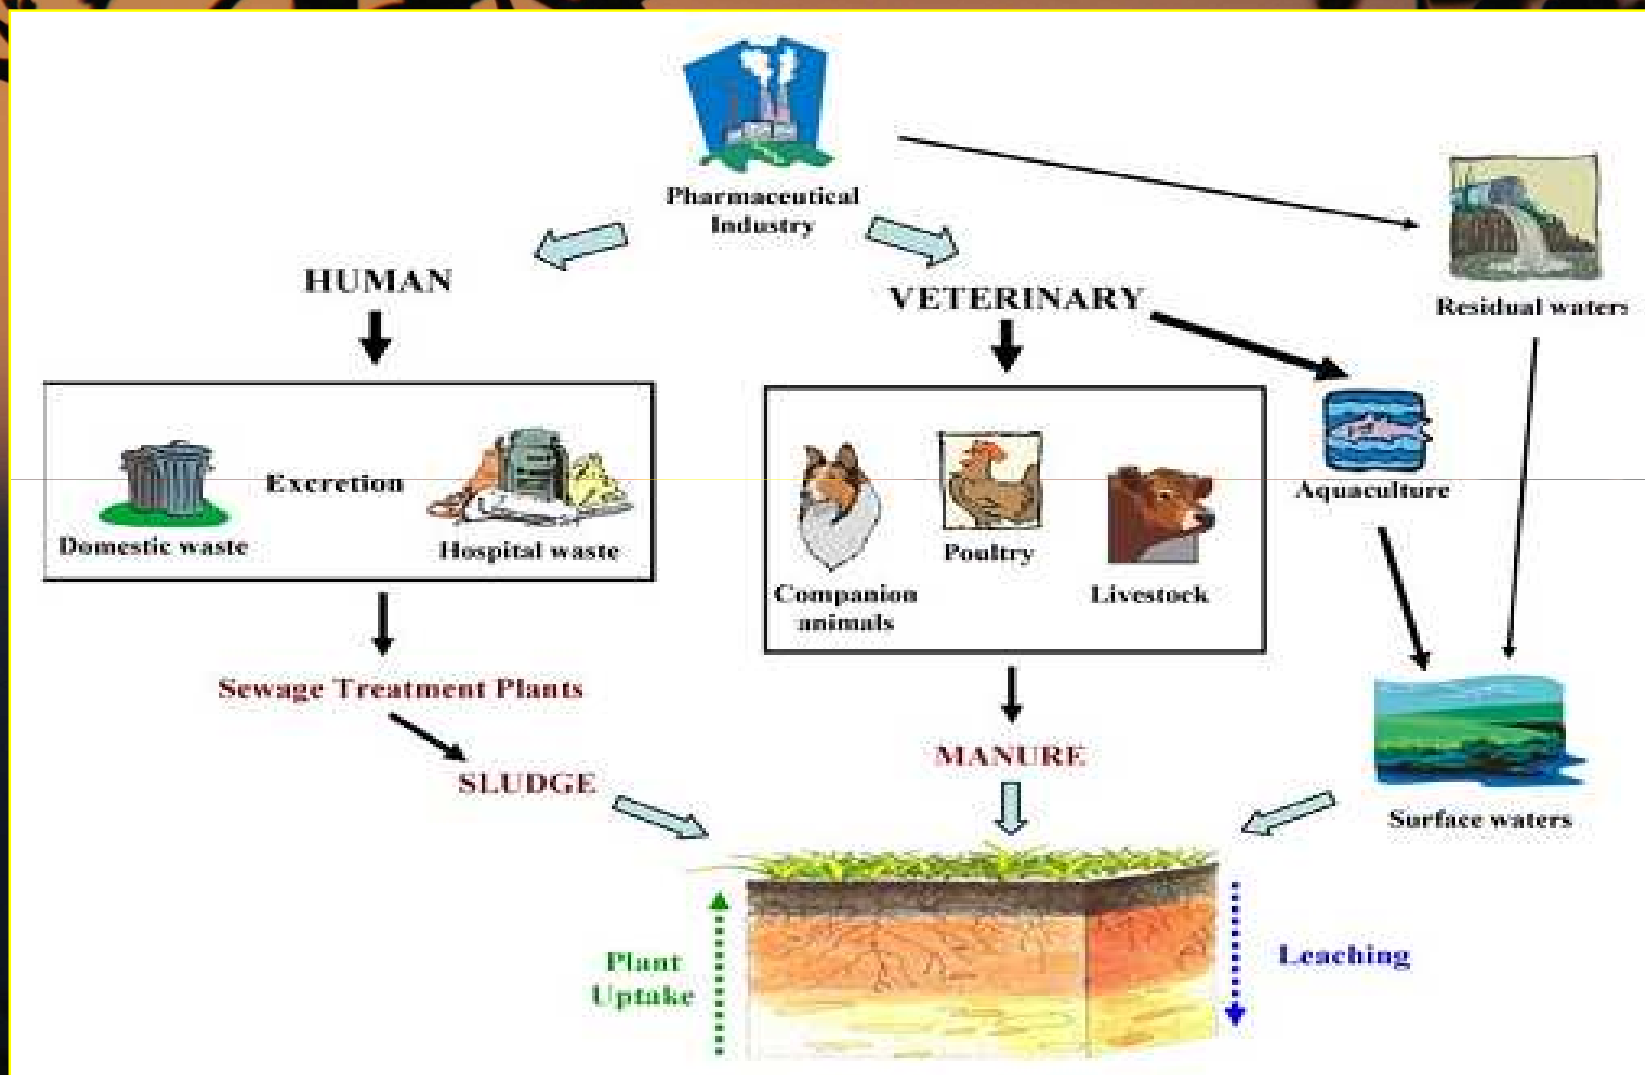 Pharmaceutical
Industry
HUMAN
VETERINARY
Residual waters
Domestic waste
Excretion
Hospital waste
Companion
animals
Poultry
Livestock
Aquaculture
Sewage Treatment Plants
SLUDGE
MANURE
Surface waters
Plant
Uptake
Leaching